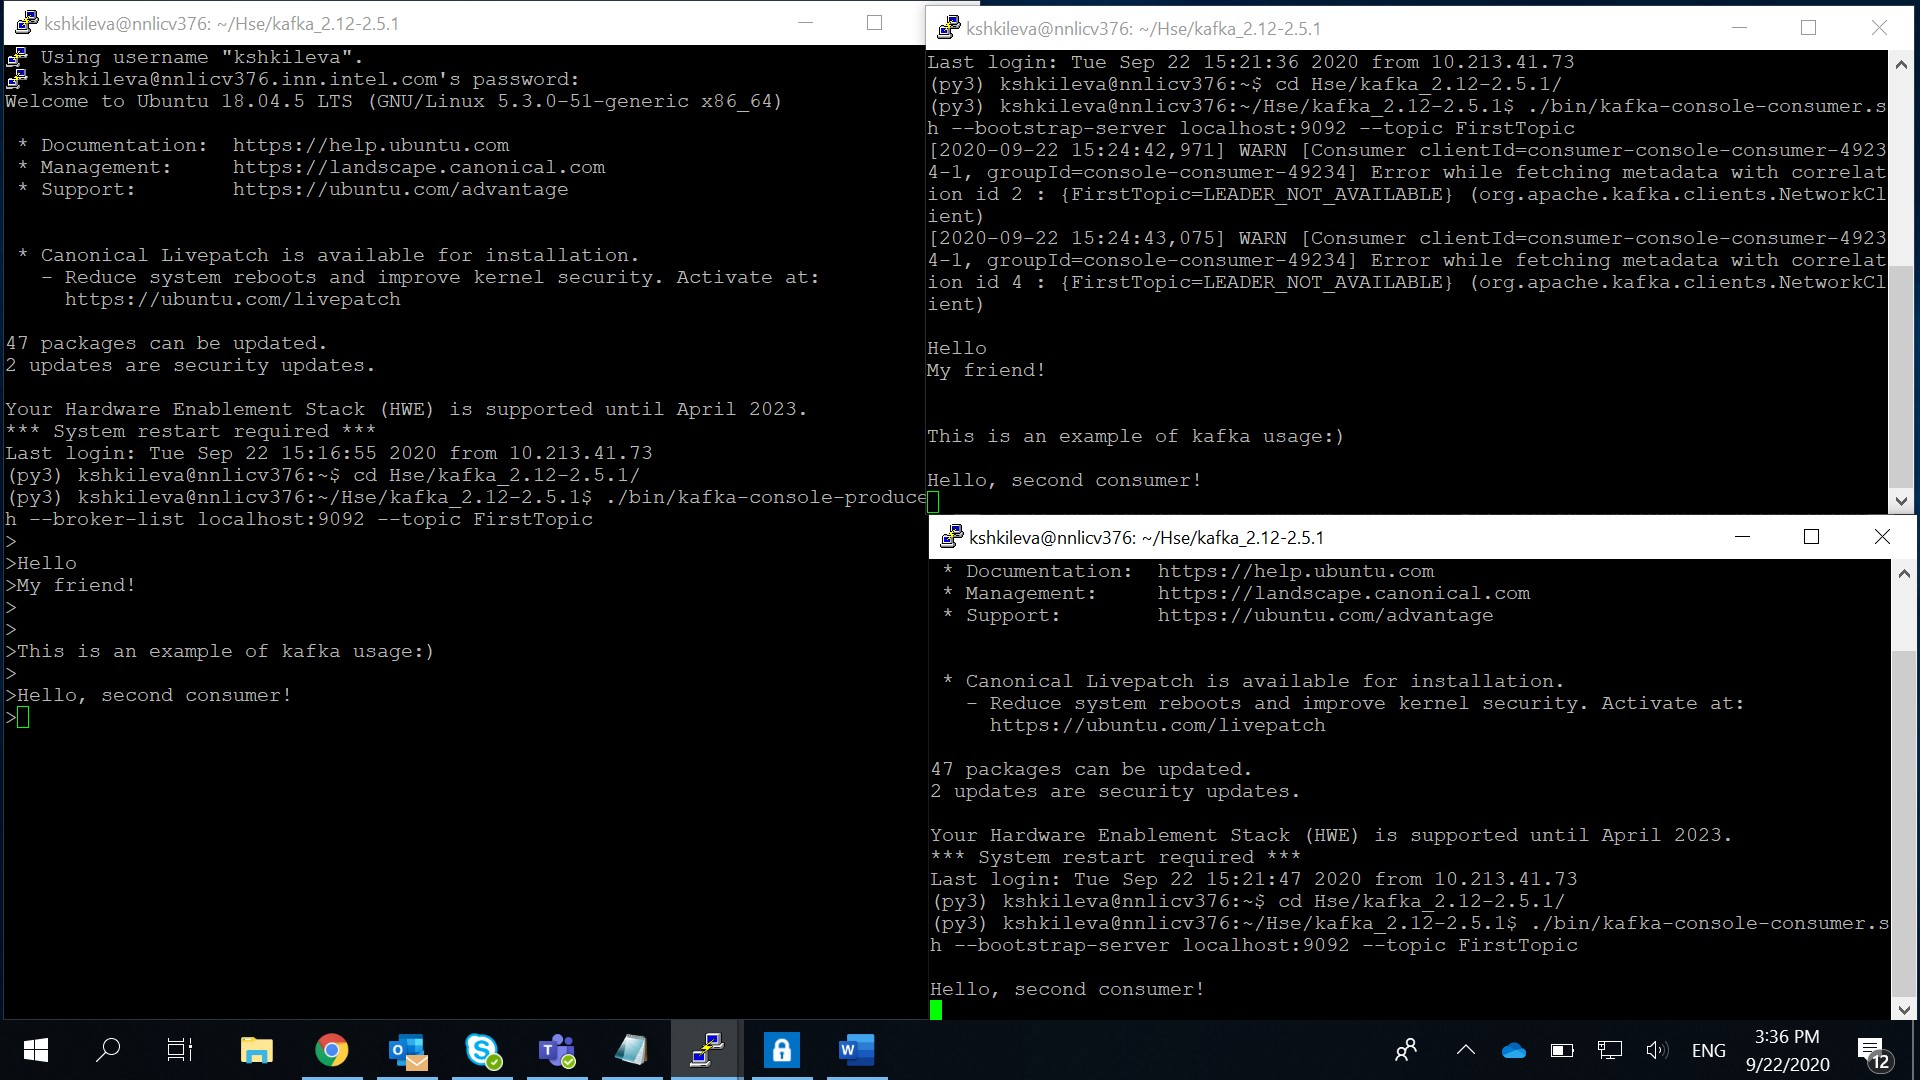 kshkileva@nnlicv376: ~/Hse/kafka_2.12-2.5.1
Using username "kshkileva".
kshkileva@nnlicv376.inn.intel.com's password:
Welcome to Ubuntu 18.04.5 LTS (GNU/Linux 5.3.0-51-generic x86_64)
* Documentation:  https://help.ubuntu.com
* Management:     https://landscape.canonical.com
* Support:        https://ubuntu.com/advantage
* Canonical Livepatch is available for installation.
- Reduce system reboots and improve kernel security. Activate at:
https://ubuntu.com/livepatch
47 packages can be updated.
2 updates are security updates.
Your Hardware Enablement Stack (HWE) is supported until April 2023.
*** System restart required ***
Last login: Tue Sep 22 15:16:55 2020 from 10.213.41.73
(py3) kshkileva@nnlicv376:~$ cd Hse/kafka_2.12-2.5.1/
(py3) kshkileva@nnlicv376:~/Hse/kafka_2.12-2.5.1$ ./bin/kafka-console-produce
h --broker-list localhost:9092 --topic FirstTopic
>
>Hello
>My friend!
>
>
>This is an example of kafka usage:)
>
>Hello, second consumer!
>
kshkileva@nnlicv376: ~/Hse/kafka_2.12-2.5.1
Last login: Tue Sep 22 15:21:36 2020 from 10.213.41.73
(py3) kshkileva@nnlicv376:~$ cd Hse/kafka_2.12-2.5.1/
(py3) kshkileva@nnlicv376:~/Hse/kafka_2.12-2.5.1$ ./bin/kafka-console-consumer.s
h --bootstrap-server localhost:9092 --topic FirstTopic
[2020-09-22 15:24:42,971] WARN [Consumer clientId=consumer-console-consumer-4923
4-1, groupId=console-consumer-49234] Error while fetching metadata with correlat
ion id 2 : {FirstTopic=LEADER_NOT_AVAILABLE} (org.apache.kafka.clients.NetworkCl
ient)
[2020-09-22 15:24:43,075] WARN [Consumer clientId=consumer-console-consumer-4923
4-1, groupId=console-consumer-49234] Error while fetching metadata with correlat
ion id 4 : {FirstTopic=LEADER_NOT_AVAILABLE} (org.apache.kafka.clients.NetworkCl
ient)
Hello
My friend!
This is an example of kafka usage:)
Hello, second consumer!
kshkileva@nnlicv376: ~/Hse/kafka_2.12-2.5.1
* Documentation:  https://help.ubuntu.com
* Management:     https://landscape.canonical.com
* Support:        https://ubuntu.com/advantage
* Canonical Livepatch is available for installation.
- Reduce system reboots and improve kernel security. Activate at:
https://ubuntu.com/livepatch
47 packages can be updated.
2 updates are security updates.
Your Hardware Enablement Stack (HWE) is supported until April 2023.
*** System restart required ***
Last login: Tue Sep 22 15:21:47 2020 from 10.213.41.73
(py3) kshkileva@nnlicv376:~$ cd Hse/kafka_2.12-2.5.1/
(py3) kshkileva@nnlicv376:~/Hse/kafka_2.12-2.5.1$ ./bin/kafka-console-consumer.s
h --bootstrap-server localhost:9092 --topic FirstTopic
Hello, second consumer!
ENG
3:36 PM
9/22/2020
12